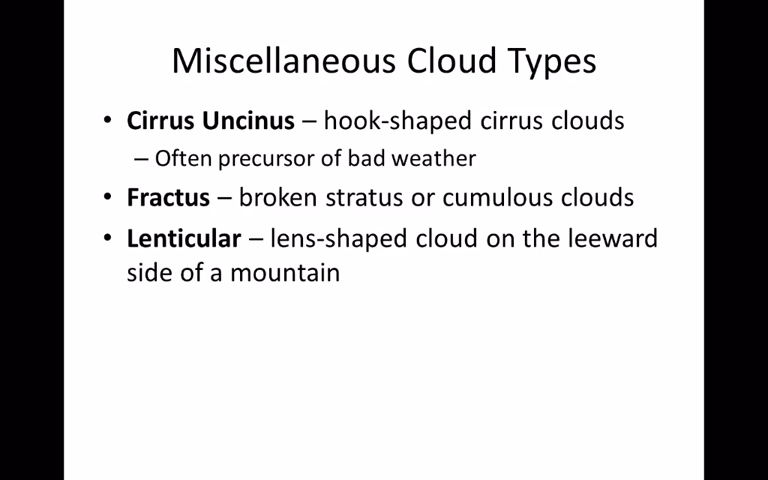 Miscellaneous Cloud Types
• Cirrus Uncinus – hook-shaped cirrus clouds
– Often precursor of bad weather
• Fractus – broken stratus or cumulous clouds
• Lenticular – lens-shaped cloud on the leeward
side of a mountain